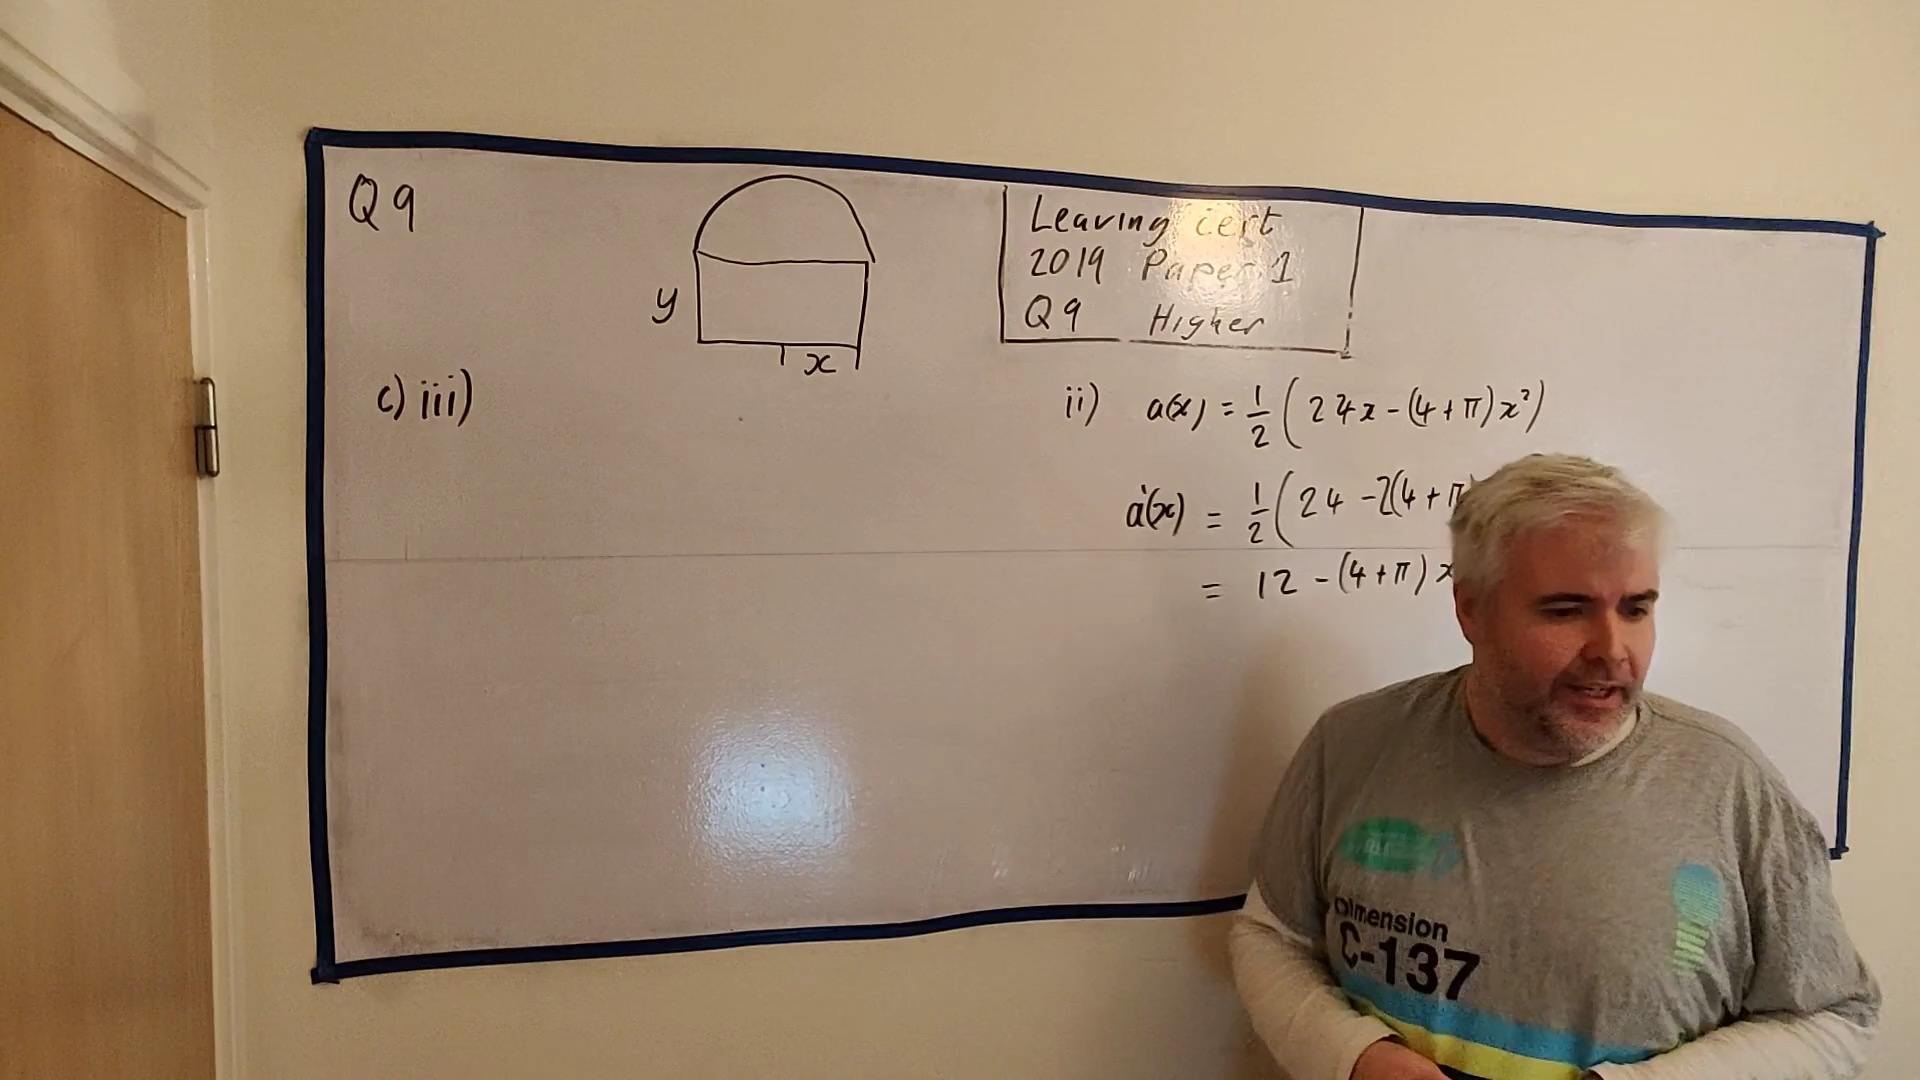 Q9
Leaving cert
2019 Paper 1
Q9 Higher
y
x
c) iii)
ii) a(x) = 1/2 ( 24x - (4 + π) x² )
a'(x) = 1/2 ( 24 - 2(4 + π
= 12 - (4 + π) x
Dimension
C-137